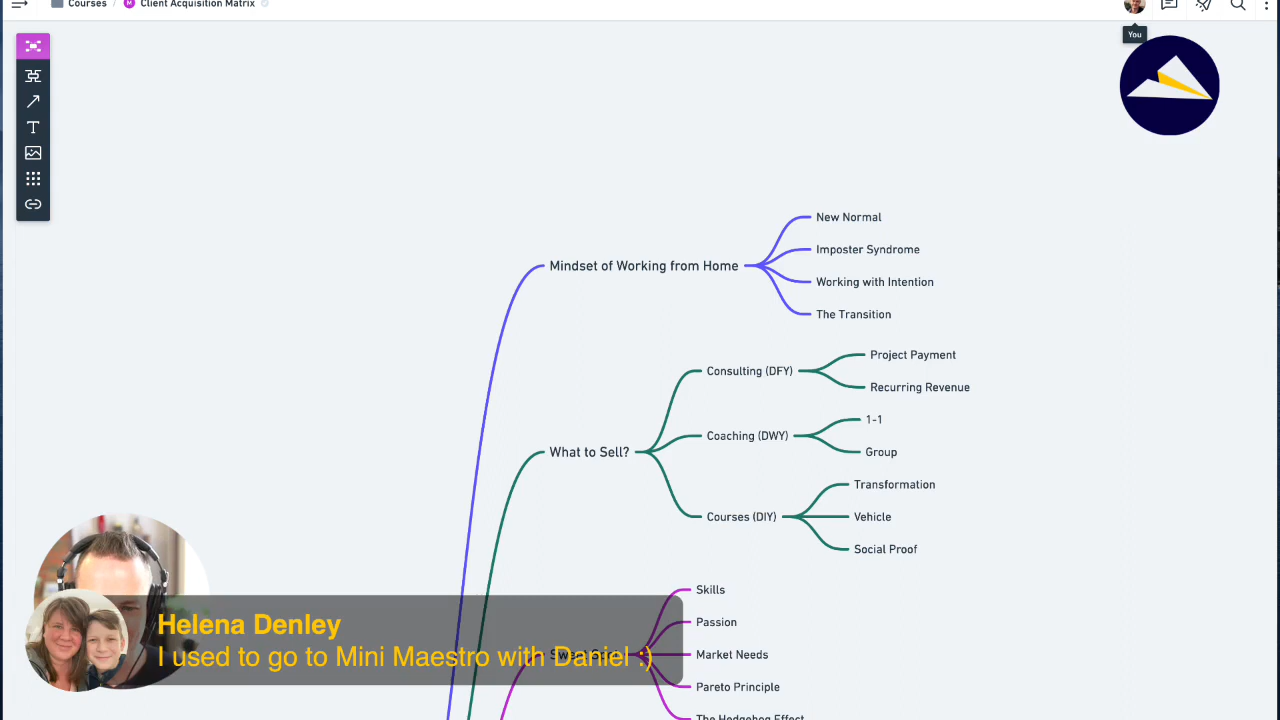 Courses / Client Acquisition Matrix
You
New Normal
Imposter Syndrome
Mindset of Working from Home
Working with Intention
The Transition
Project Payment
Consulting (DFY)
Recurring Revenue
1-1
Coaching (DWY)
What to Sell?
Group
Transformation
Courses (DIY)
Vehicle
Social Proof
Skills
Passion
Market Needs
Pareto Principle
The Hedgehog Effect
Helena Denley
I used to go to Mini Maestro with Daniel :)